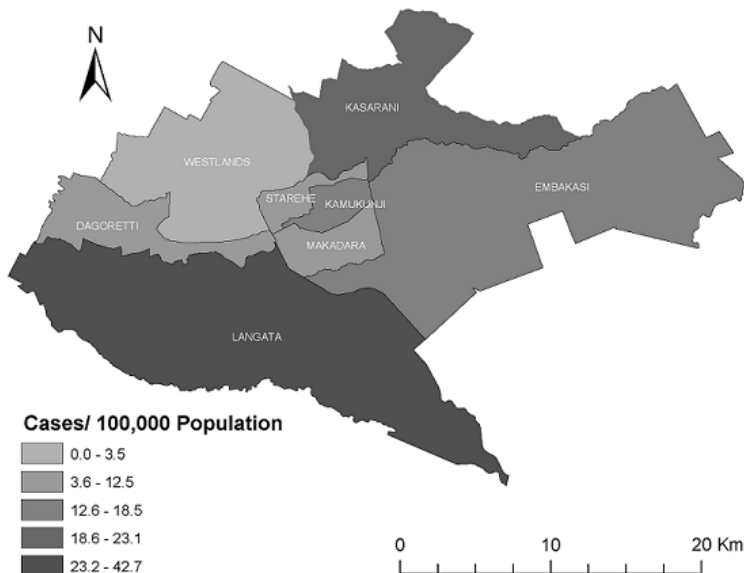 N
KASARANI
WESTLANDS
EMBAKASI
STAREHE
KAMUKUNJI
DAGORETTI
MAKADARA
LANGATA
Cases/ 100,000 Population
0.0 - 3.5
3.6 - 12.5
12.6 - 18.5
18.6 - 23.1
23.2 - 42.7
0 10 20 Km